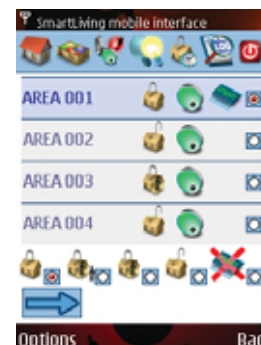 SmartLiving mobile interface
AREA 001
AREA 002
AREA 003
AREA 004
Options